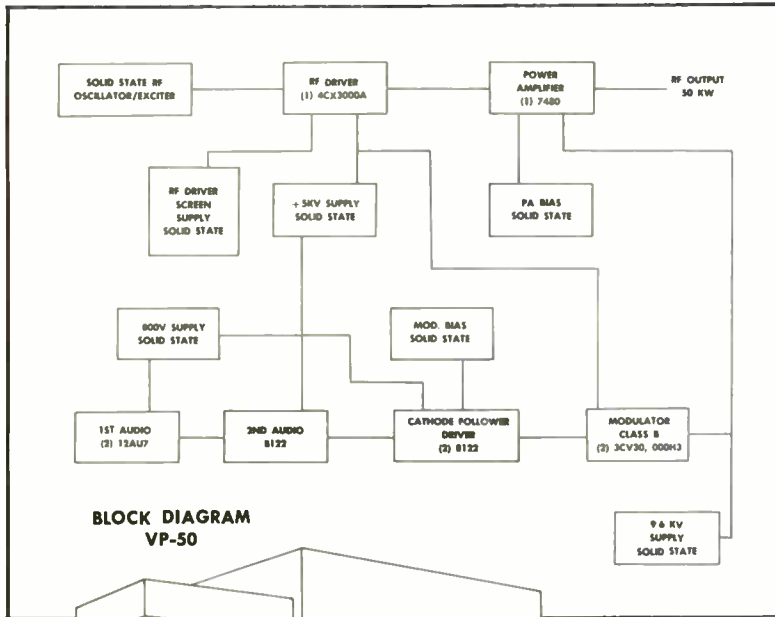 SOLID STATE RF
OSCILLATOR/EXCITER
RF DRIVER
(1) 4CX3000A
POWER
AMPLIFIER
(1) 7480
RF OUTPUT
50 KW
RF DRIVER
SCREEN
SUPPLY
SOLID STATE
+5KV SUPPLY
SOLID STATE
PA BIAS
SOLID STATE
800V SUPPLY
SOLID STATE
MOD. BIAS
SOLID STATE
1ST AUDIO
(2) 12AU7
2ND AUDIO
8122
CATHODE FOLLOWER
DRIVER
(2) 8122
MODULATOR
CLASS B
(2) 3CV30, 000H3
9.6 KV
SUPPLY
SOLID STATE
BLOCK DIAGRAM
VP-50